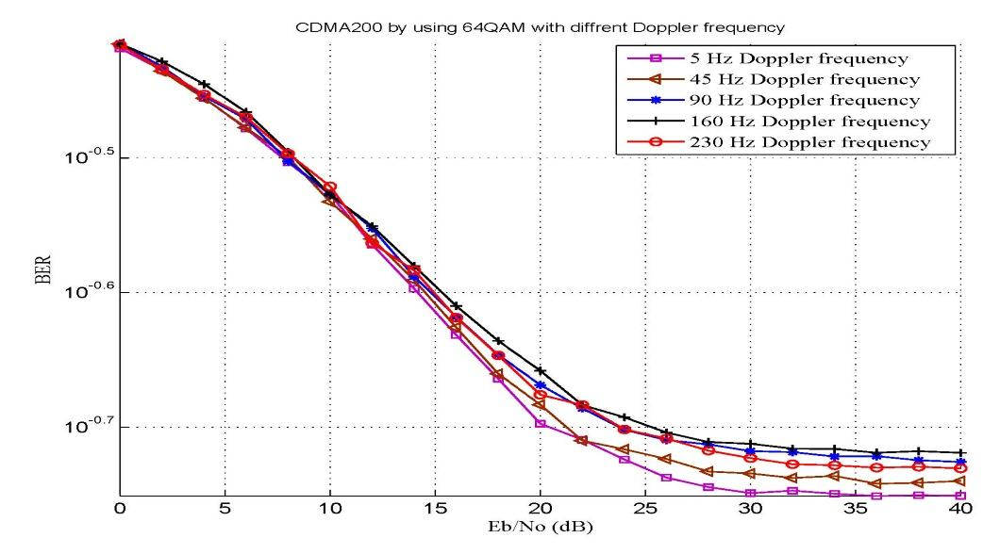 CDMA200 by using 64QAM with diffrent Doppler frequency
5 Hz Doppler frequency
45 Hz Doppler frequency
90 Hz Doppler frequency
160 Hz Doppler frequency
230 Hz Doppler frequency
10^-0.5
10^-0.6
10^-0.7
BER
0 5 10 15 20 25 30 35 40
Eb/No (dB)